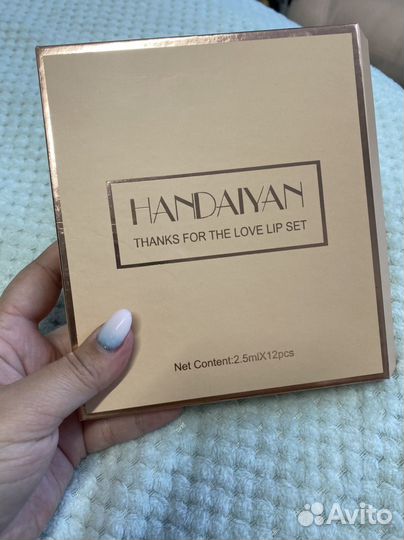 HANDAIYAN
THANKS FOR THE LOVE LIP SET
Net Content:2.5mlX12pcs
Avito